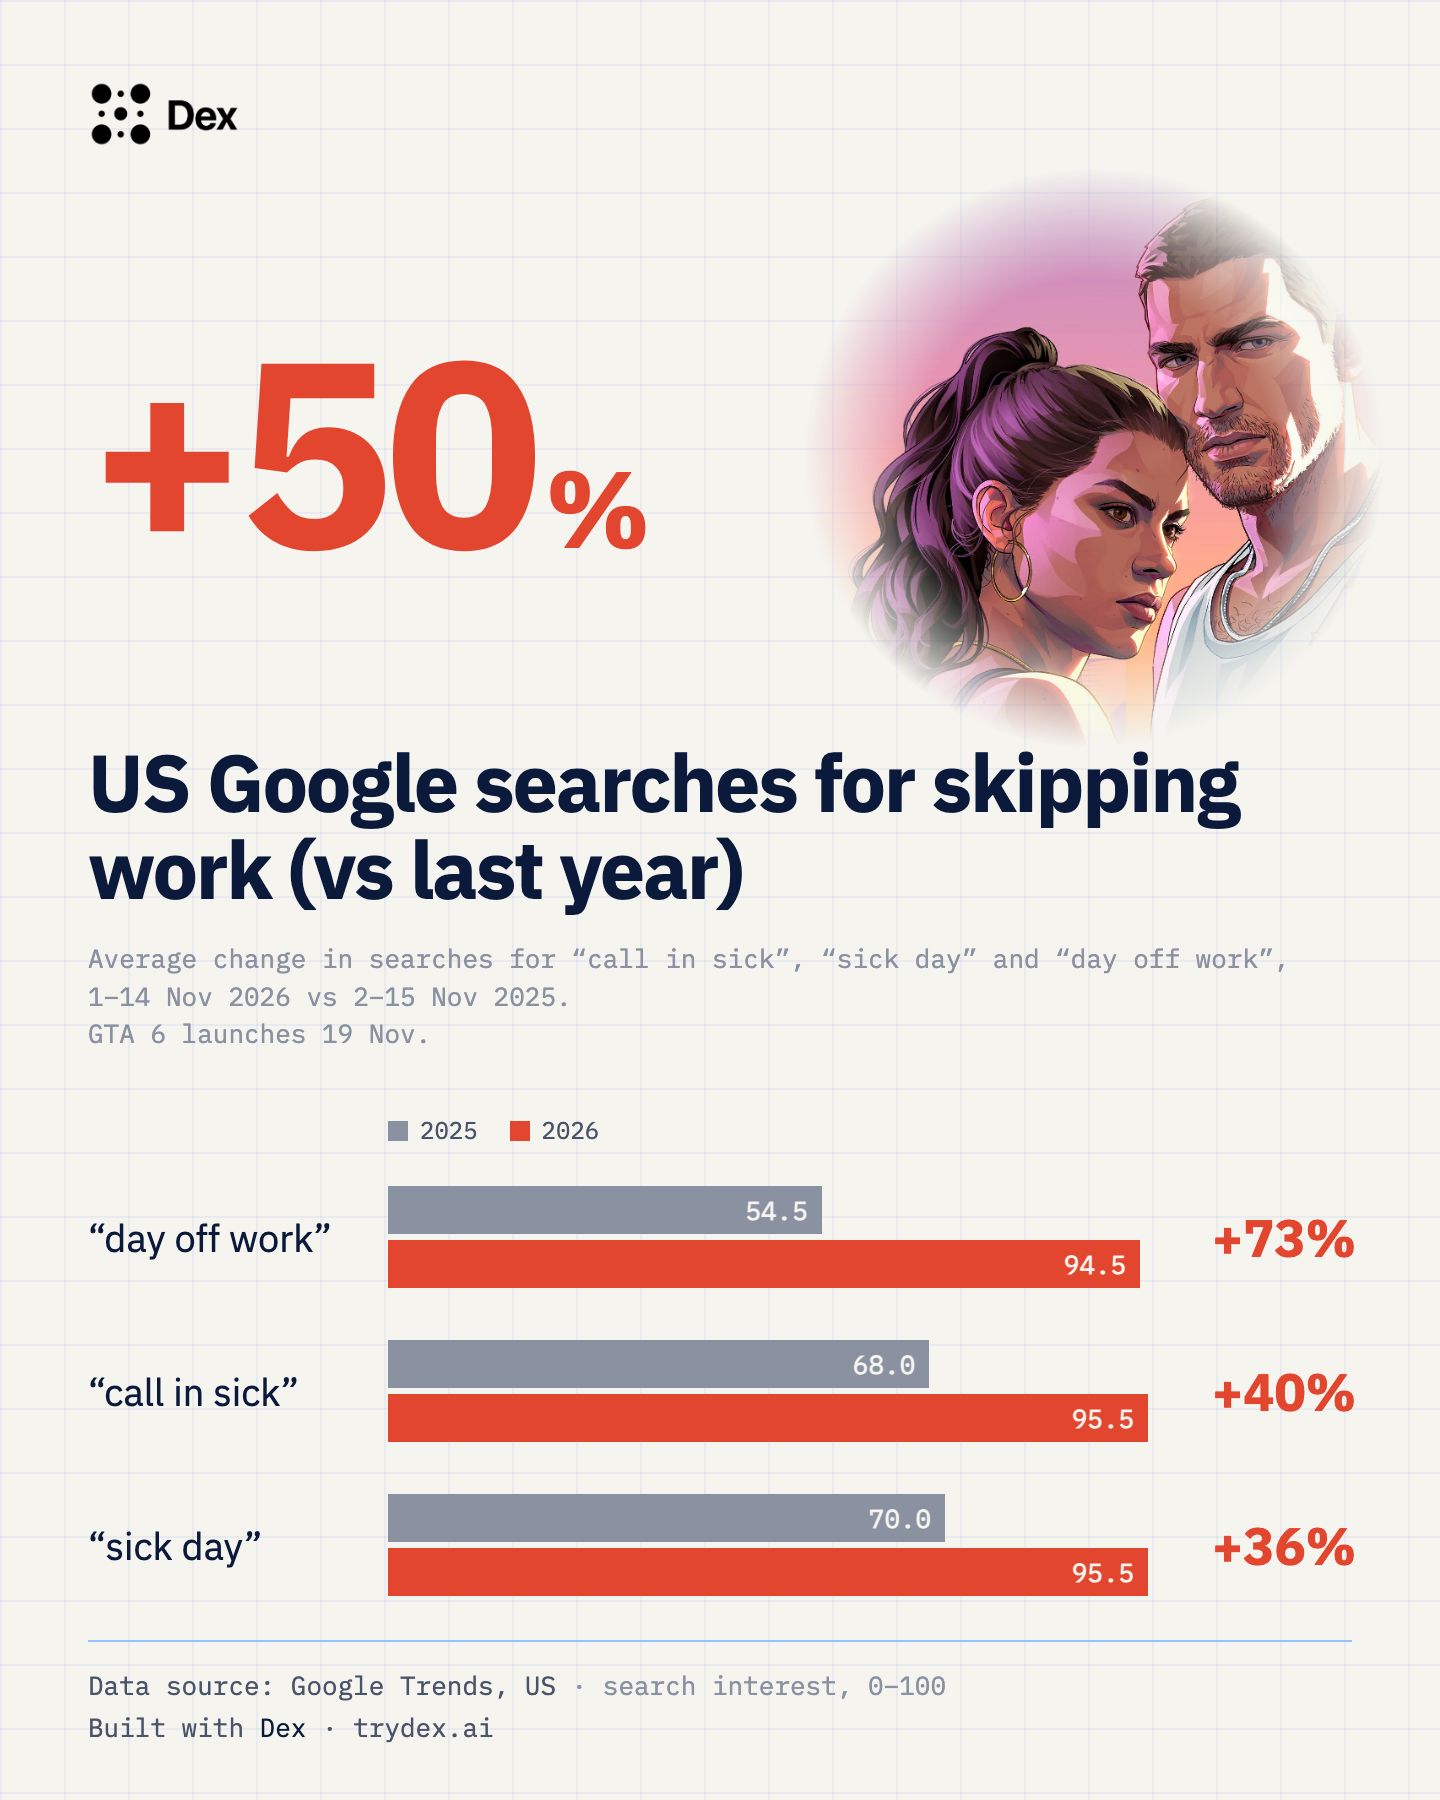 Dex
+50%
US Google searches for skipping
work (vs last year)
Average change in searches for “call in sick”, “sick day” and “day off work”,
1–14 Nov 2026 vs 2–15 Nov 2025.
GTA 6 launches 19 Nov.
2025 2026
“day off work” 54.5 94.5 +73%
“call in sick” 68.0 95.5 +40%
“sick day” 70.0 95.5 +36%
Data source: Google Trends, US · search interest, 0–100
Built with Dex · trydex.ai